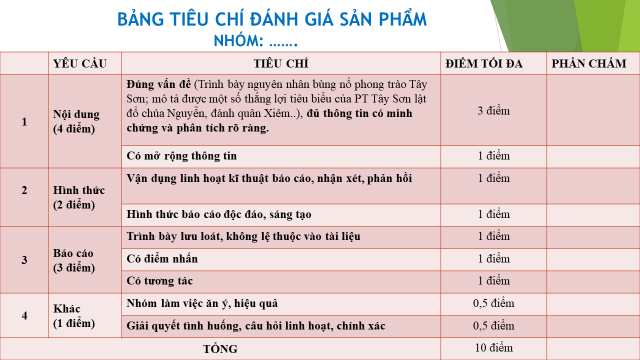 BẢNG TIÊU CHÍ ĐÁNH GIÁ SẢN PHẨM
NHÓM: …….
YÊU CẦU TIÊU CHÍ ĐIỂM TỐI ĐA PHẦN CHẤM
1
Nội dung
(4 điểm)
Đúng vấn đề (Trình bày nguyên nhân bùng nổ phong trào Tây
Sơn; mô tả được một số thắng lợi tiêu biểu của PT Tây Sơn lật
đổ chúa Nguyễn, đánh quân Xiêm..), đủ thông tin có minh
chứng và phân tích rõ ràng.
3 điểm
Có mở rộng thông tin 1 điểm
2
Hình thức
(2 điểm)
Vận dụng linh hoạt kĩ thuật báo cáo, nhận xét, phản hồi 1 điểm
Hình thức báo cáo độc đáo, sáng tạo 1 điểm
3
Báo cáo
(3 điểm)
Trình bày lưu loát, không lệ thuộc vào tài liệu 1 điểm
Có điểm nhấn 1 điểm
Có tương tác 1 điểm
4
Khác
(1 điểm)
Nhóm làm việc ăn ý, hiệu quả 0,5 điểm
Giải quyết tình huống, câu hỏi linh hoạt, chính xác 0,5 điểm
TỔNG 10 điểm